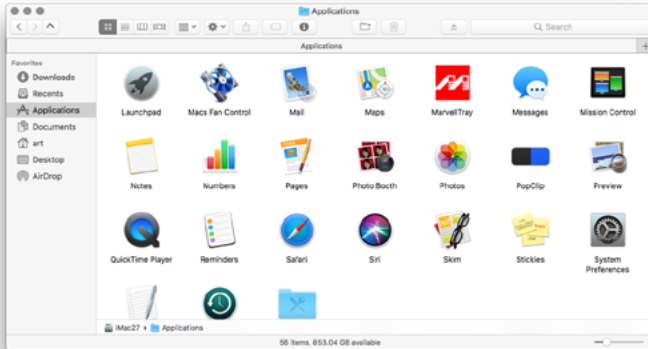 Applications
Search
Applications
Favorites
Downloads
Recents
Applications
Documents
art
Desktop
AirDrop
Launchpad
Macs Fan Control
Mail
Maps
MarvellTray
Messages
Mission Control
Notes
Numbers
Pages
Photo Booth
Photos
PopClip
Preview
QuickTime Player
Reminders
Safari
Siri
Skim
Stickies
System
Preferences
iMac27 Applications
56 items, 853.04 GB available